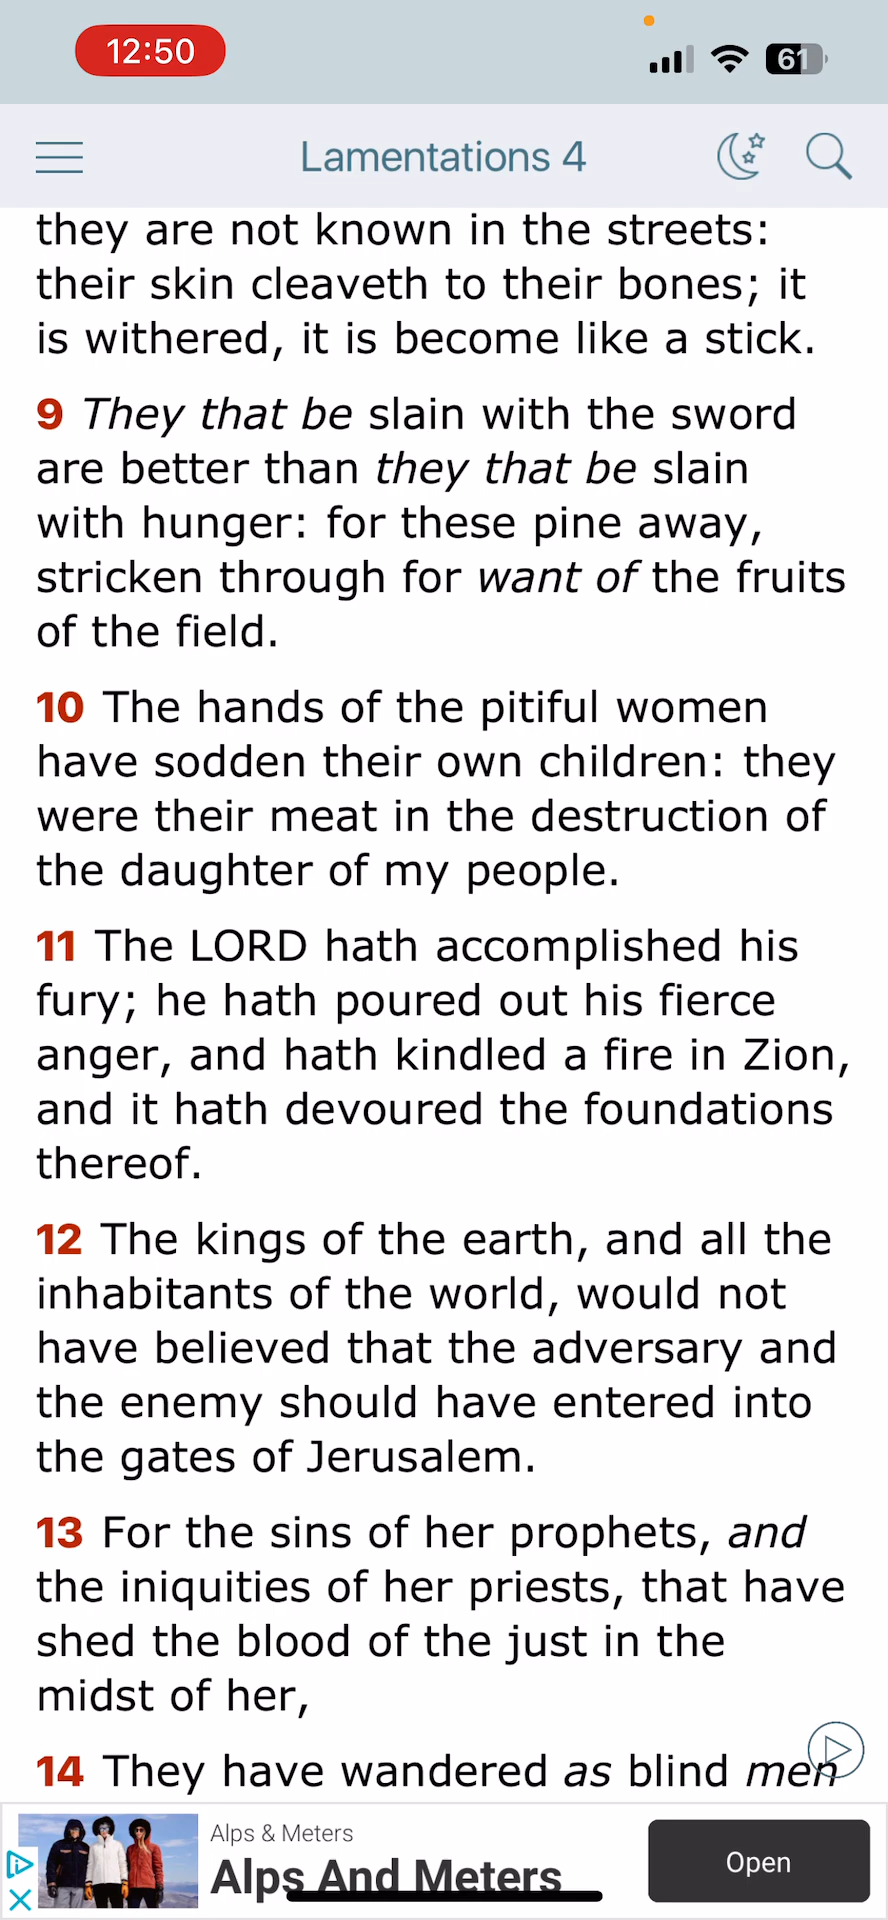 12:50
61
Lamentations 4
they are not known in the streets:
their skin cleaveth to their bones; it
is withered, it is become like a stick.
9 They that be slain with the sword
are better than they that be slain
with hunger: for these pine away,
stricken through for want of the fruits
of the field.
10 The hands of the pitiful women
have sodden their own children: they
were their meat in the destruction of
the daughter of my people.
11 The LORD hath accomplished his
fury; he hath poured out his fierce
anger, and hath kindled a fire in Zion,
and it hath devoured the foundations
thereof.
12 The kings of the earth, and all the
inhabitants of the world, would not
have believed that the adversary and
the enemy should have entered into
the gates of Jerusalem.
13 For the sins of her prophets, and
the iniquities of her priests, that have
shed the blood of the just in the
midst of her,
14 They have wandered as blind men
Alps & Meters
Alps And Meters
Open